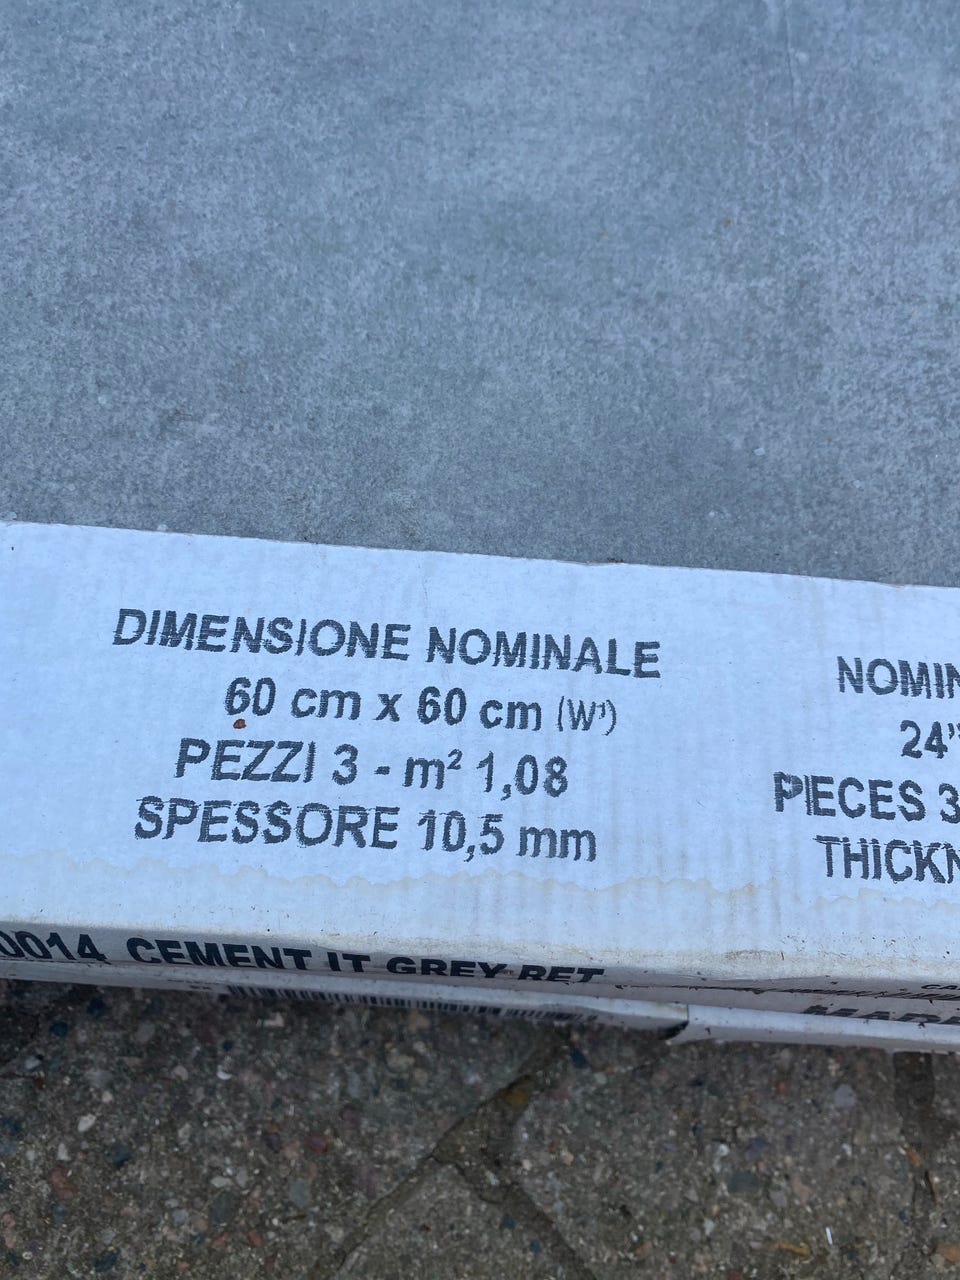 DIMENSIONE NOMINALE
60 cm x 60 cm (W¹)
PEZZI 3 - m² 1,08
SPESSORE 10,5 mm
NOMIN
24"
PIECES 3
THICKN
0014 CEMENT IT GREY RET